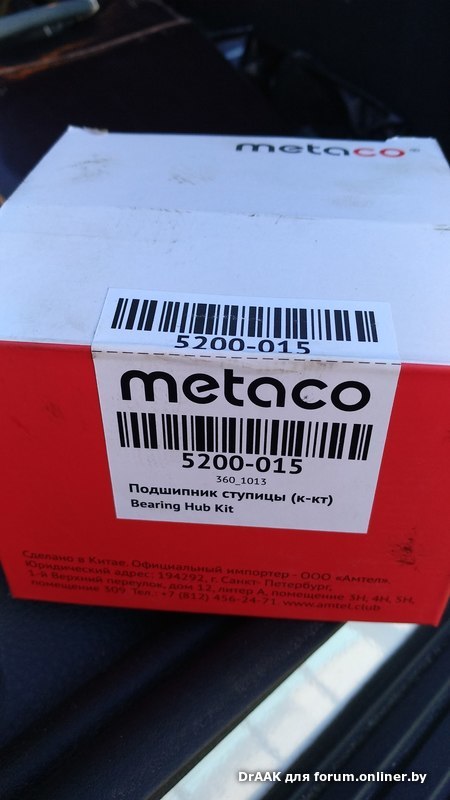 metaco
5200-015
metaco
5200-015
360_1013
Подшипник ступицы (к-кт)
Bearing Hub Kit
Сделано в Китае. Официальный импортер - ООО «Амтел».
Юридический адрес: 194292, г. Санкт- Петербург,
1-й Верхний переулок, дом 12, литер А, помещение 3Н, 4Н, 5Н,
помещение 509 Тел.: +7 (812) 456-24-71 www.amtel.club
DrAAK для forum.onliner.by